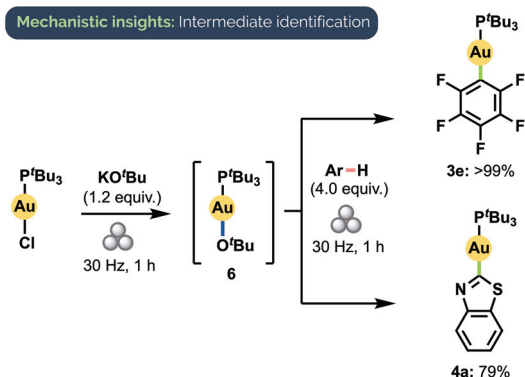 Mechanistic insights: Intermediate identification
PᵗBu₃
Au
Cl
KOᵗBu
(1.2 equiv.)
30 Hz, 1 h
PᵗBu₃
Au
OᵗBu
6
Ar–H
(4.0 equiv.)
30 Hz, 1 h
PᵗBu₃
Au
F F
F F
F
3e: >99%
PᵗBu₃
Au
N S
4a: 79%